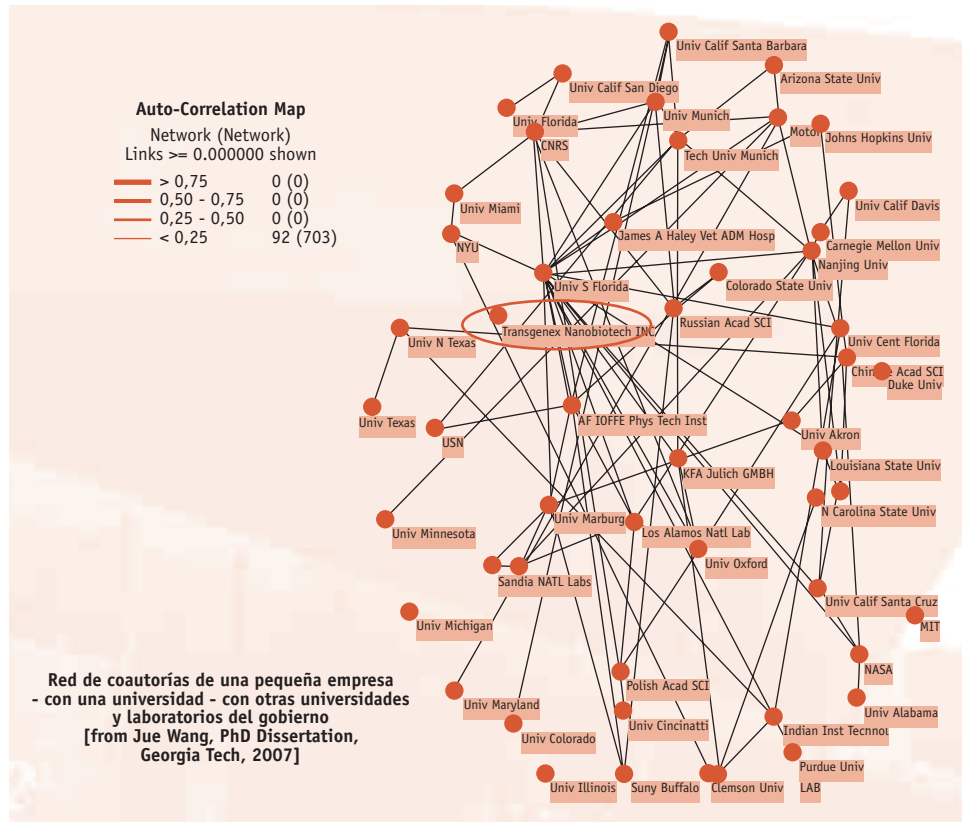 Auto-Correlation Map
Network (Network)
Links >= 0.000000 shown
> 0,75 0 (0)
0,50 - 0,75 0 (0)
0,25 - 0,50 0 (0)
< 0,25 92 (703)
Univ Calif Santa Barbara
Arizona State Univ
Univ Calif San Diego
Univ Florida
Univ Munich
Johns Hopkins Univ
CNRS
Tech Univ Munich
Univ Miami
Univ Calif Davis
James A Haley Vet ADM Hosp
Carnegie Mellon Univ
NYU
Nanjing Univ
Univ S Florida
Colorado State Univ
Transgenex Nanobiotech INC
Russian Acad SCI
Univ N Texas
Univ Cent Florida
Acad SCI
Duke Univ
Univ Texas
AF IOFFE Phys Tech Inst
USN
Univ Akron
Louisiana State Univ
KFA Julich GMBH
N Carolina State Univ
Univ Minnesota
Univ Marburg
Los Alamos Natl Lab
Univ Oxford
Sandia NATL Labs
Univ Calif Santa Cruz
Univ Michigan
MIT
NASA
Polish Acad SCI
Univ Maryland
Univ Alabama
Univ Cincinatti
Univ Colorado
Indian Inst
Purdue Univ
Univ Illinois
Suny Buffalo
Clemson Univ
LAB
Red de coautorías de una pequeña empresa
- con una universidad - con otras universidades
y laboratorios del gobierno
[from Jue Wang, PhD Dissertation,
Georgia Tech, 2007]